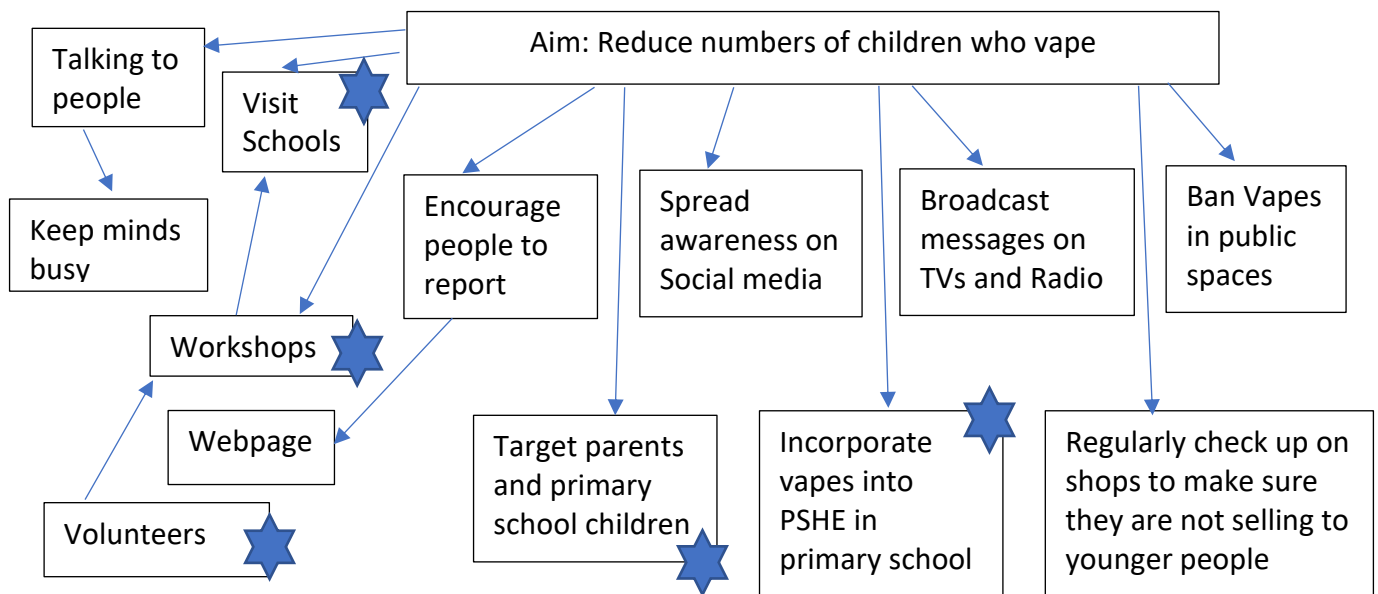 Aim: Reduce numbers of children who vape
Talking to
people
Visit
Schools
Keep minds
busy
Encourage
people to
report
Spread
awareness on
Social media
Broadcast
messages on
TVs and Radio
Ban Vapes
in public
spaces
Workshops
Webpage
Volunteers
Target parents
and primary
school children
Incorporate
vapes into
PSHE in
primary school
Regularly check up on
shops to make sure
they are not selling to
younger people